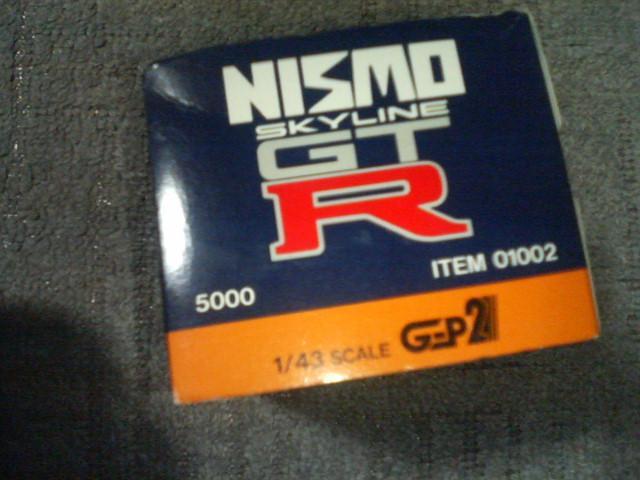 NISMO
SKYLINE
GT
R
5000
ITEM 01002
1/43 SCALE